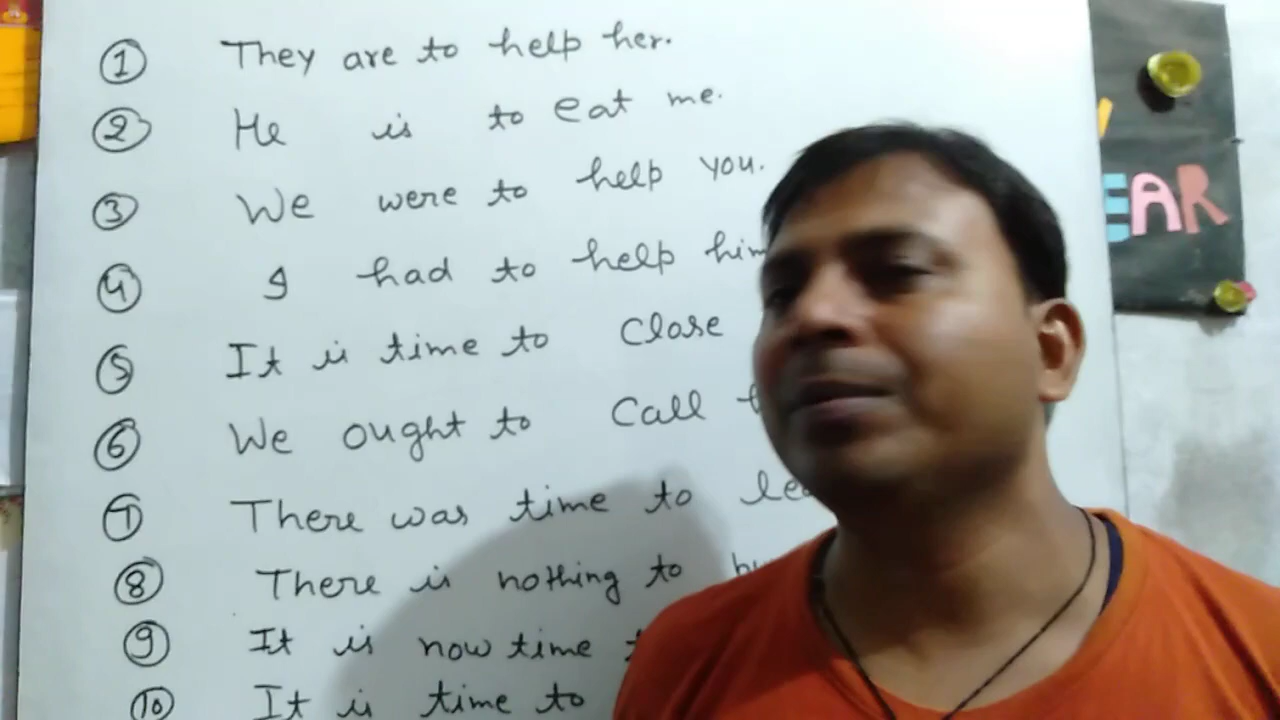 ① They are to help her.
② He is to eat me.
③ We were to help you.
④ I had to help him
⑤ It is time to Close
⑥ We ought to Call
⑦ There was time to
⑧ There is nothing to
⑨ It is now time
⑩ It is time to
EAR